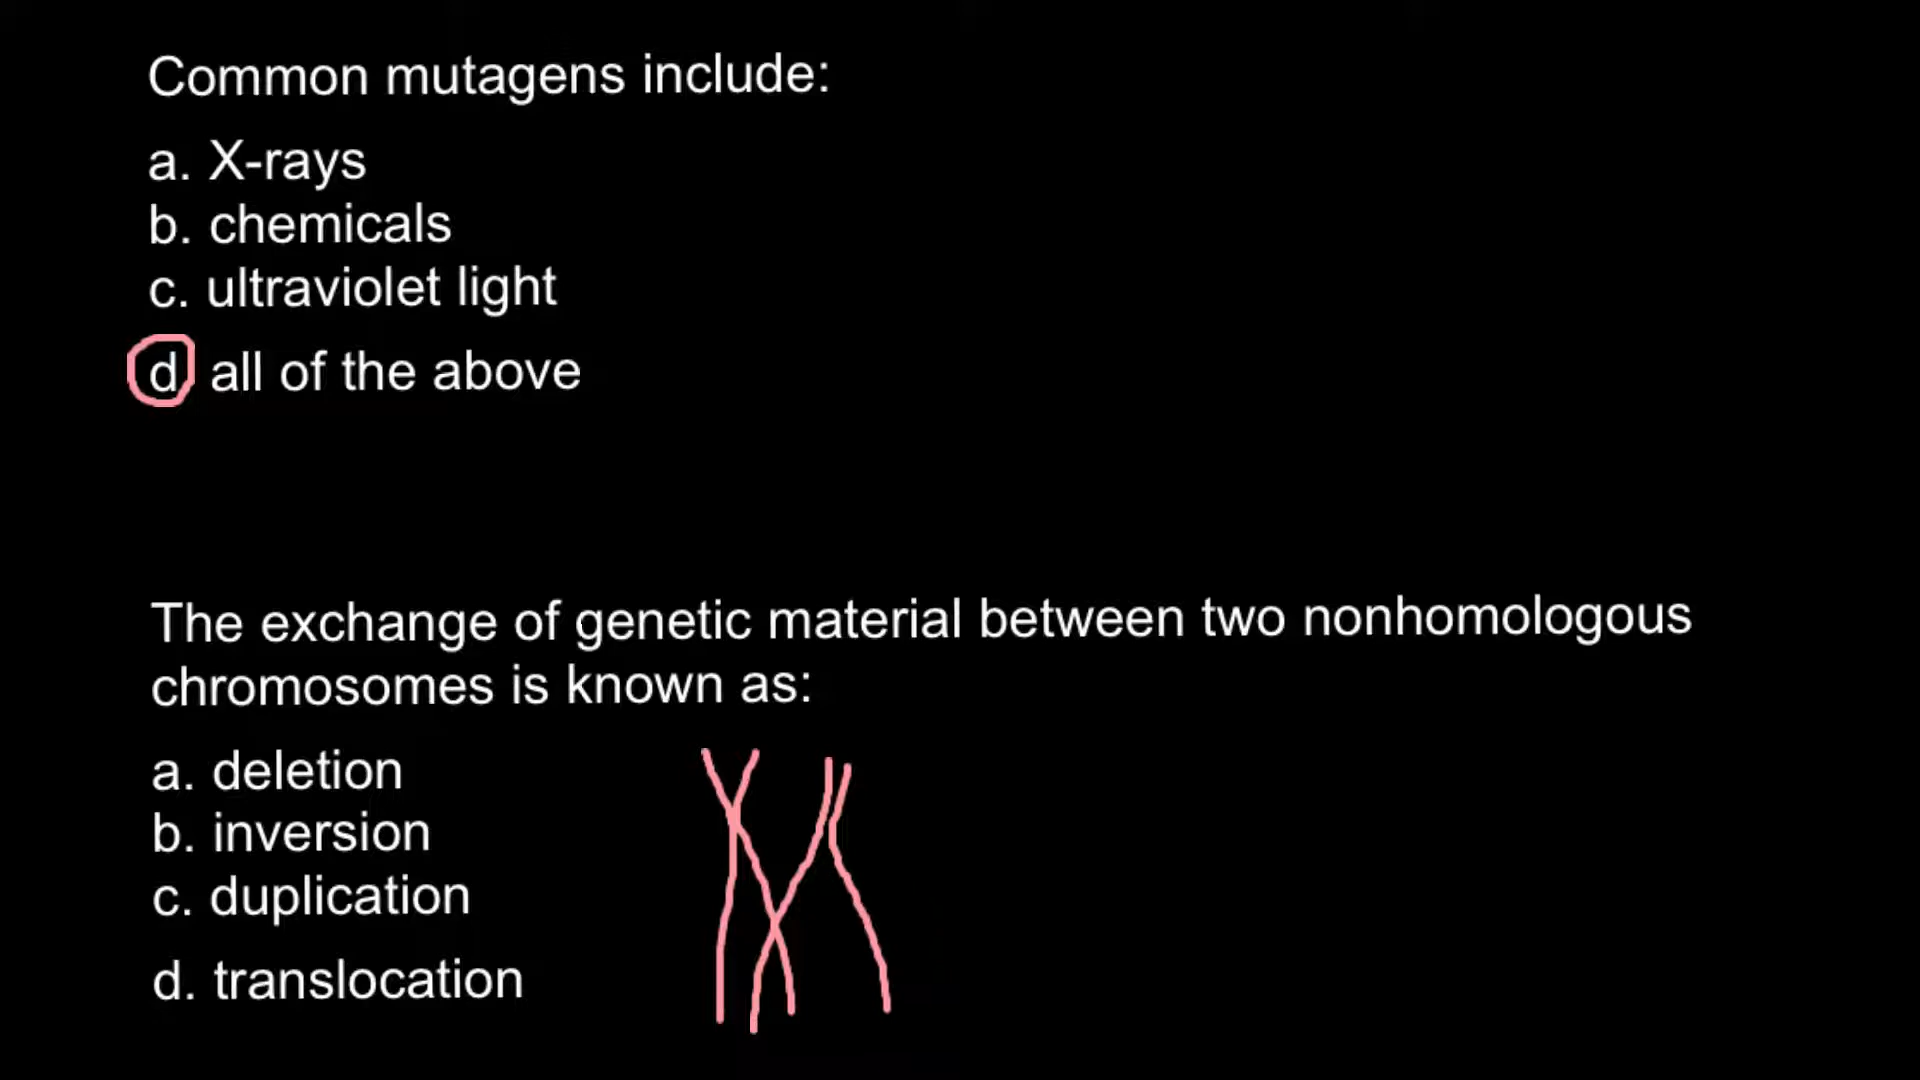 Common mutagens include:
a. X-rays
b. chemicals
c. ultraviolet light
d all of the above
The exchange of genetic material between two nonhomologous
chromosomes is known as:
a. deletion
b. inversion
c. duplication
d. translocation